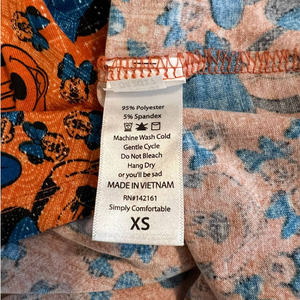 95% Polyester
5% Spandex
Machine Wash Cold
Gentle Cycle
Do Not Bleach
Hang Dry
or you'll be sad
MADE IN VIETNAM
RN#142161
Simply Comfortable
XS